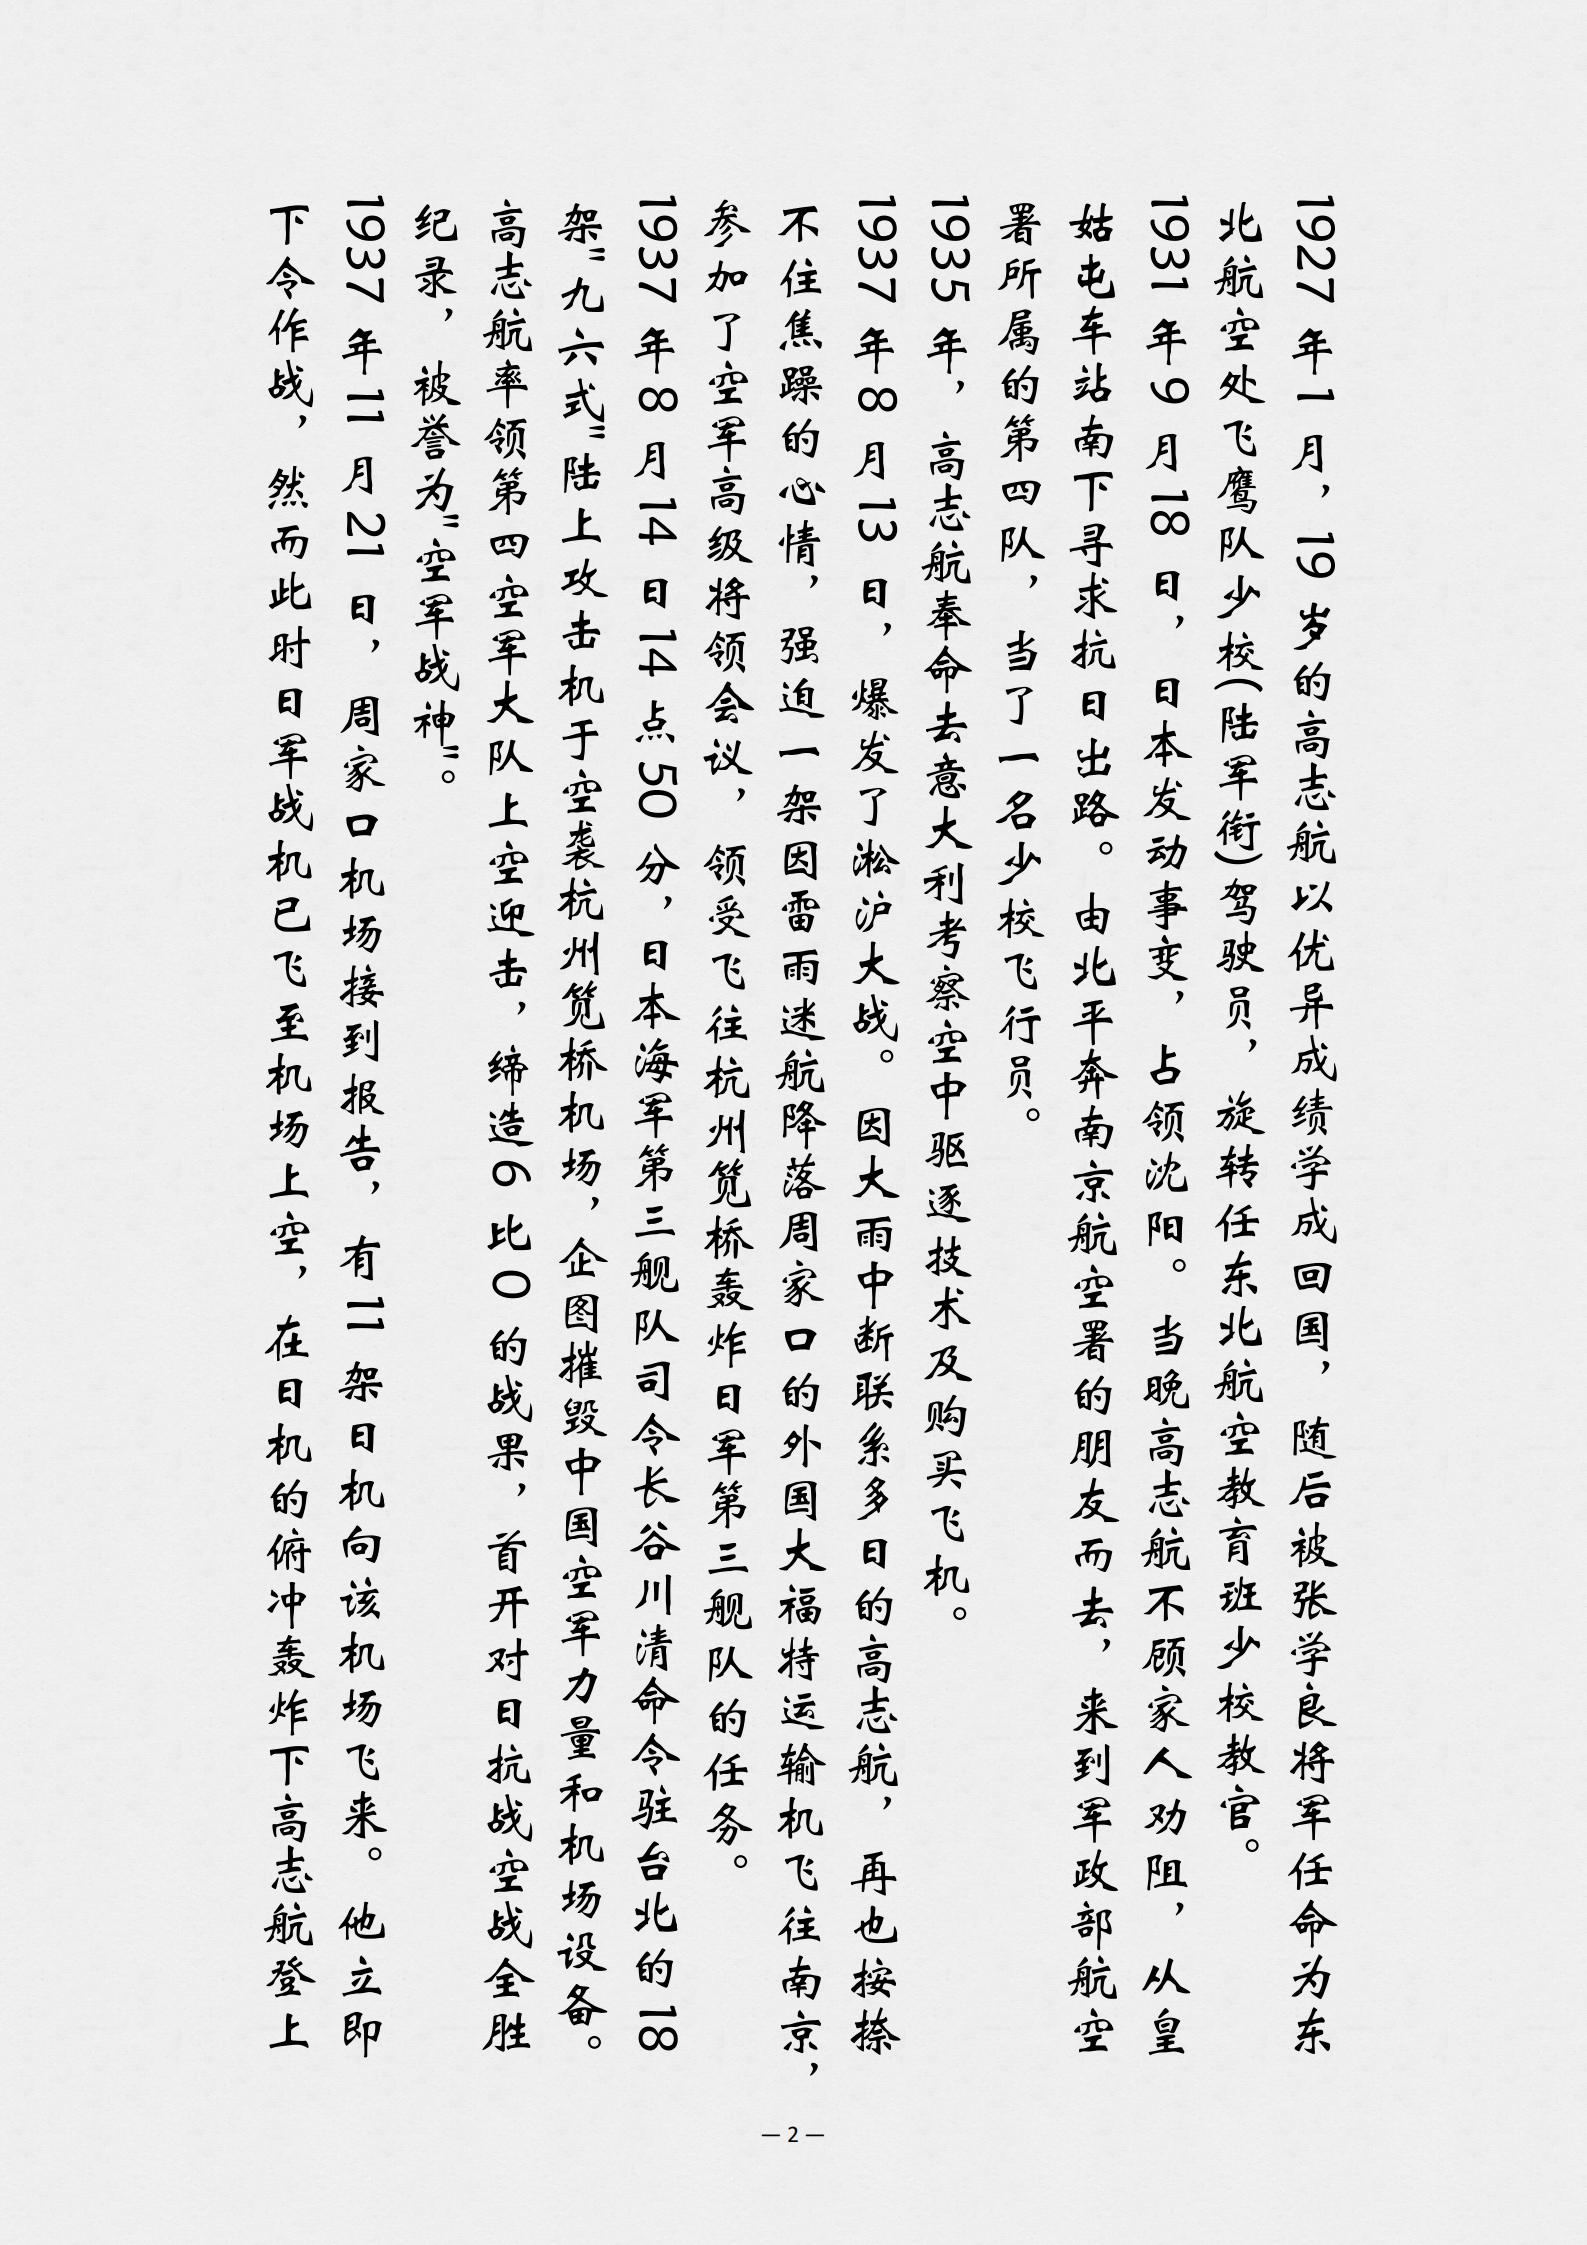 1927年1月，19岁的高志航以优异成绩学成回国，随后被张学良将军任命为东
北航空处飞鹰队少校(陆军衔)驾驶员，旋转任东北航空教育班少校教官。
1931年9月18日，日本发动事变，占领沈阳。当晚高志航不顾家人劝阻，从皇
姑屯车站南下寻求抗日出路。由北平奔南京航空署的朋友而去，来到军政部航空
署所属的第四队，当了一名少校飞行员。
1935年，高志航奉命去意大利考察空中驱逐技术及购买飞机。
1937年8月13日，爆发了淞沪大战。因大雨中断联系多日的高志航，再也按捺
不住焦躁的心情，强迫一架因雷雨迷航降落周家口的外国大福特运输机飞往南京，
参加了空军高级将领会议，领受飞往杭州笕桥轰炸日军第三舰队的任务。
1937年8月14日14点50分，日本海军第三舰队司令长谷川清命令驻台北的18
架"九六式"陆上攻击机于空袭杭州笕桥机场，企图摧毁中国空军力量和机场设备。
高志航率领第四空军大队上空迎击，缔造6比0的战果，首开对日抗战空战全胜
纪录，被誉为"空军战神"。
1937年11月21日，周家口机场接到报告，有11架日机向该机场飞来。他立即
下令作战，然而此时日军战机已飞至机场上空，在日机的俯冲轰炸下高志航登上
— 2 —